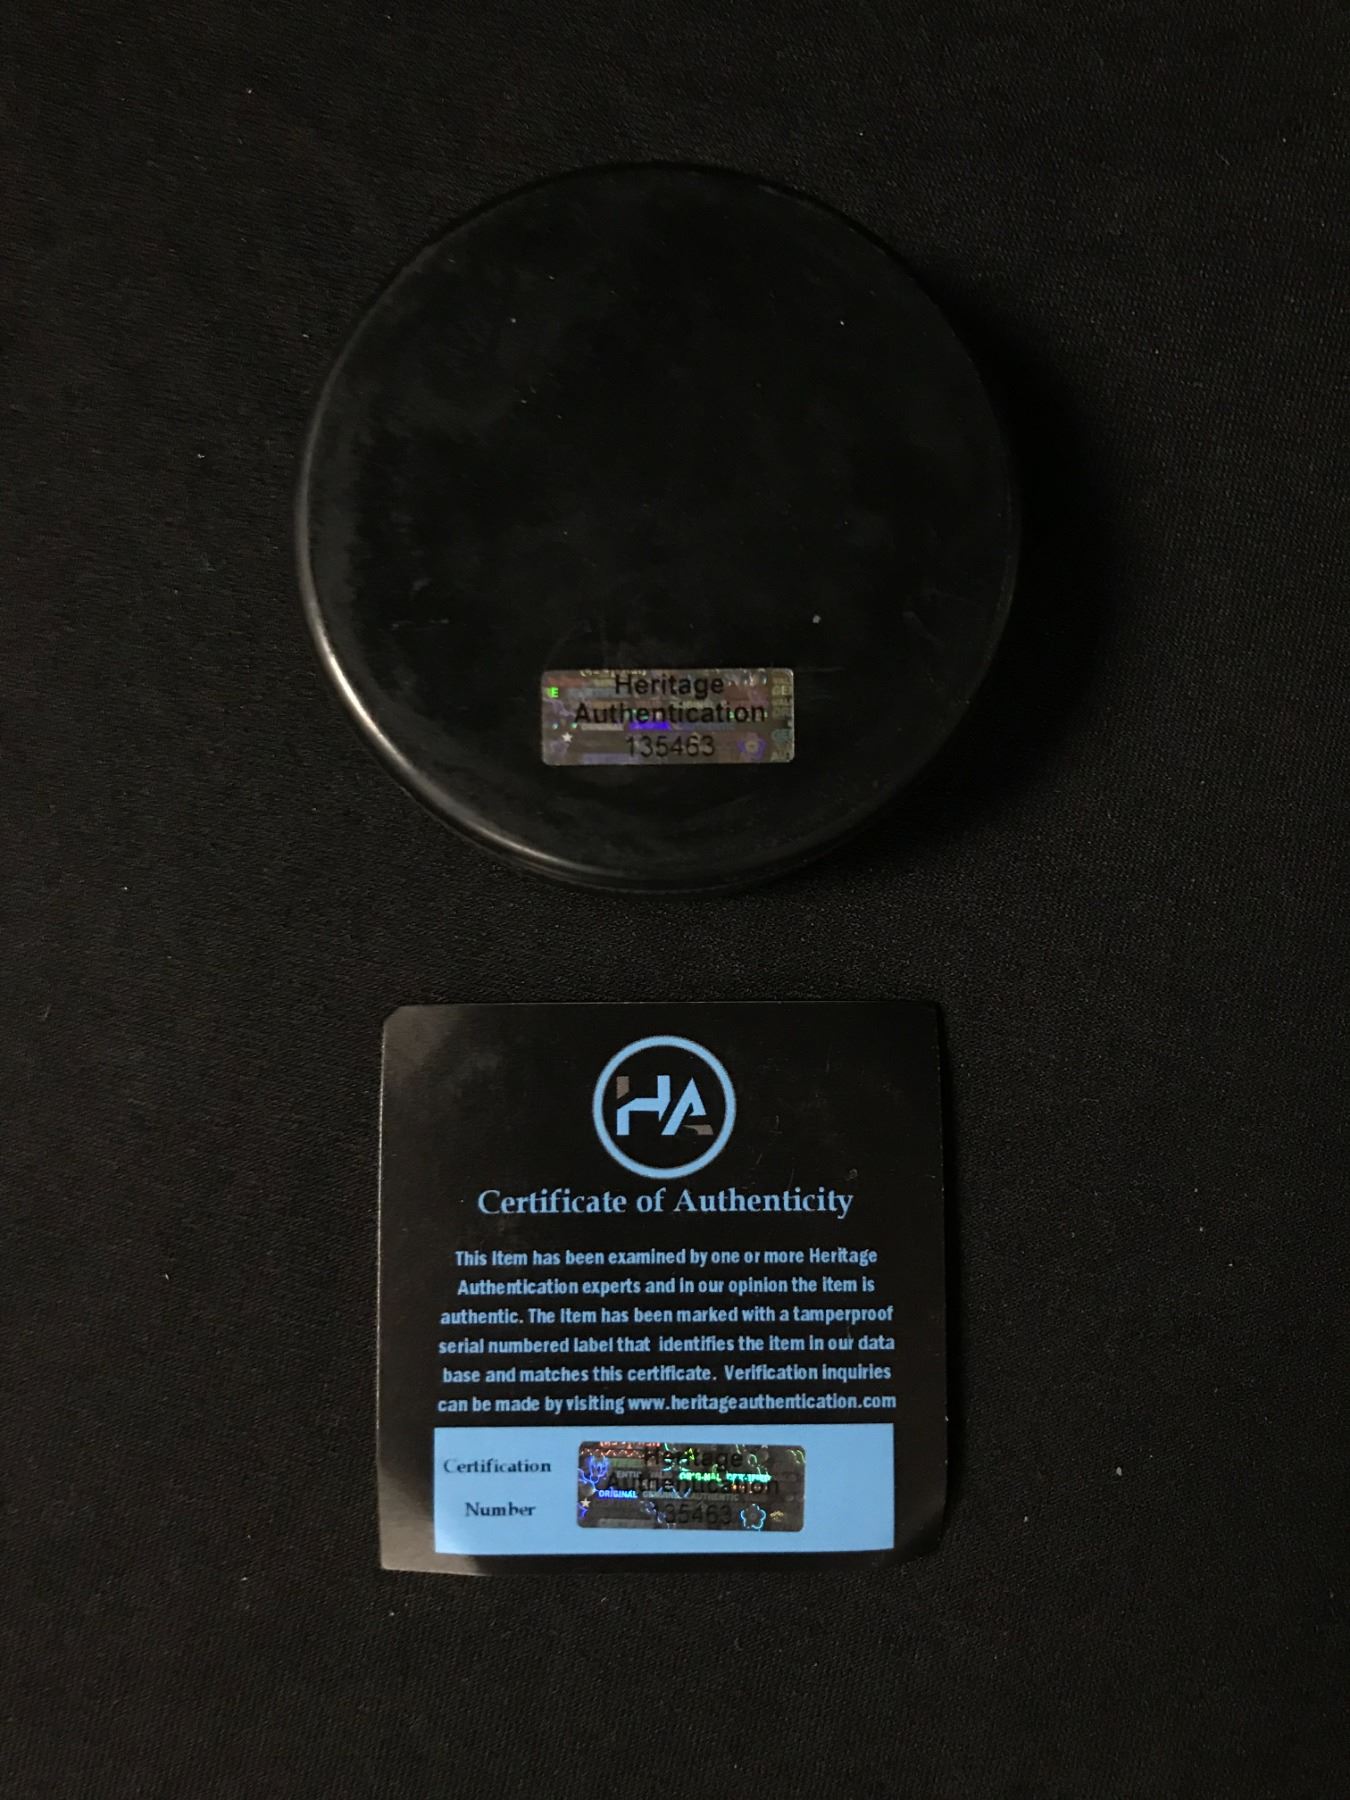 Heritage
Authentication
135463
HA
Certificate of Authenticity
This Item has been examined by one or more Heritage
Authentication experts and in our opinion the item is
authentic. The Item has been marked with a tamperproof
serial numbered label that identifies the item in our data
base and matches this certificate. Verification inquiries
can be made by visiting www.heritageauthentication.com
Certification
Number
Heritage
Authentication
135463